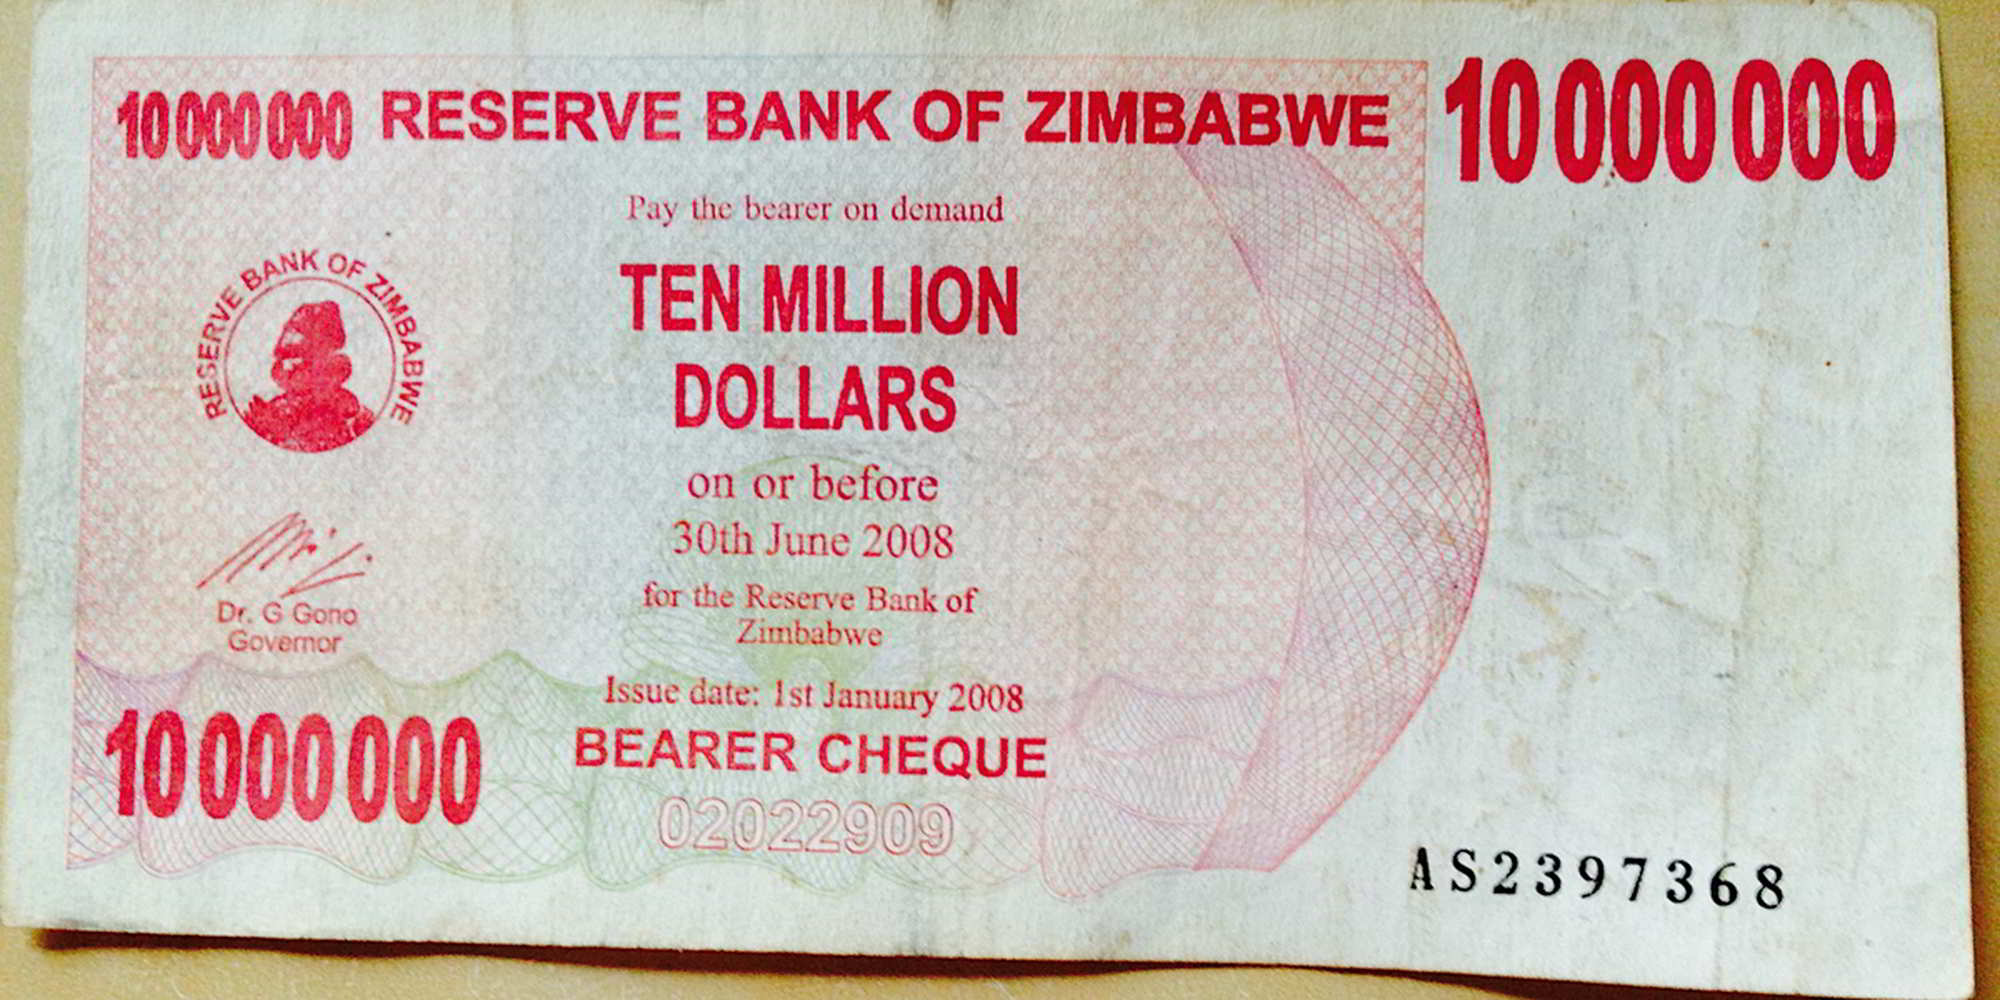 10 000 000 RESERVE BANK OF ZIMBABWE 10 000 000
Pay the bearer on demand
TEN MILLION
DOLLARS
RESERVE BANK OF ZIMBABWE
on or before
30th June 2008
for the Reserve Bank of
Zimbabwe
Dr. G Gono
Governor
Issue date: 1st January 2008
10 000 000
BEARER CHEQUE
02022909
AS2397368